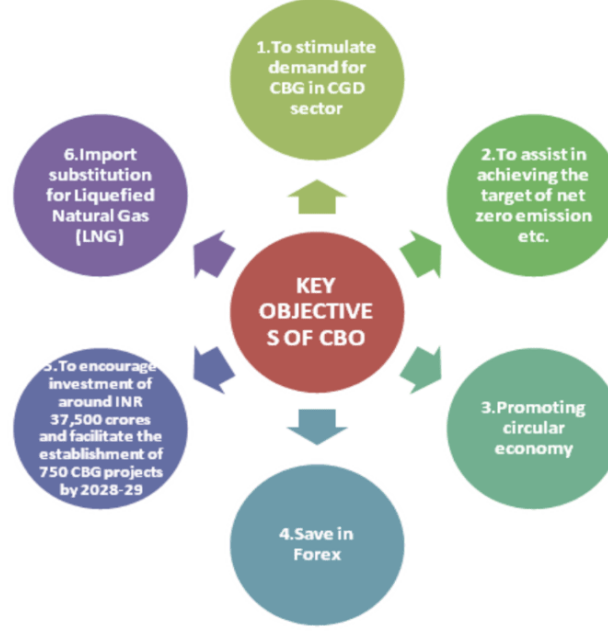 1.To stimulate
demand for
CBG in CGD
sector
2.To assist in
achieving the
target of net
zero emission
etc.
3.Promoting
circular
economy
4.Save in
Forex
5.To encourage
investment of
around INR
37,500 crores
and facilitate the
establishment of
750 CBG projects
by 2028-29
6.Import
substitution
for Liquefied
Natural Gas
(LNG)
KEY
OBJECTIVE
S OF CBO